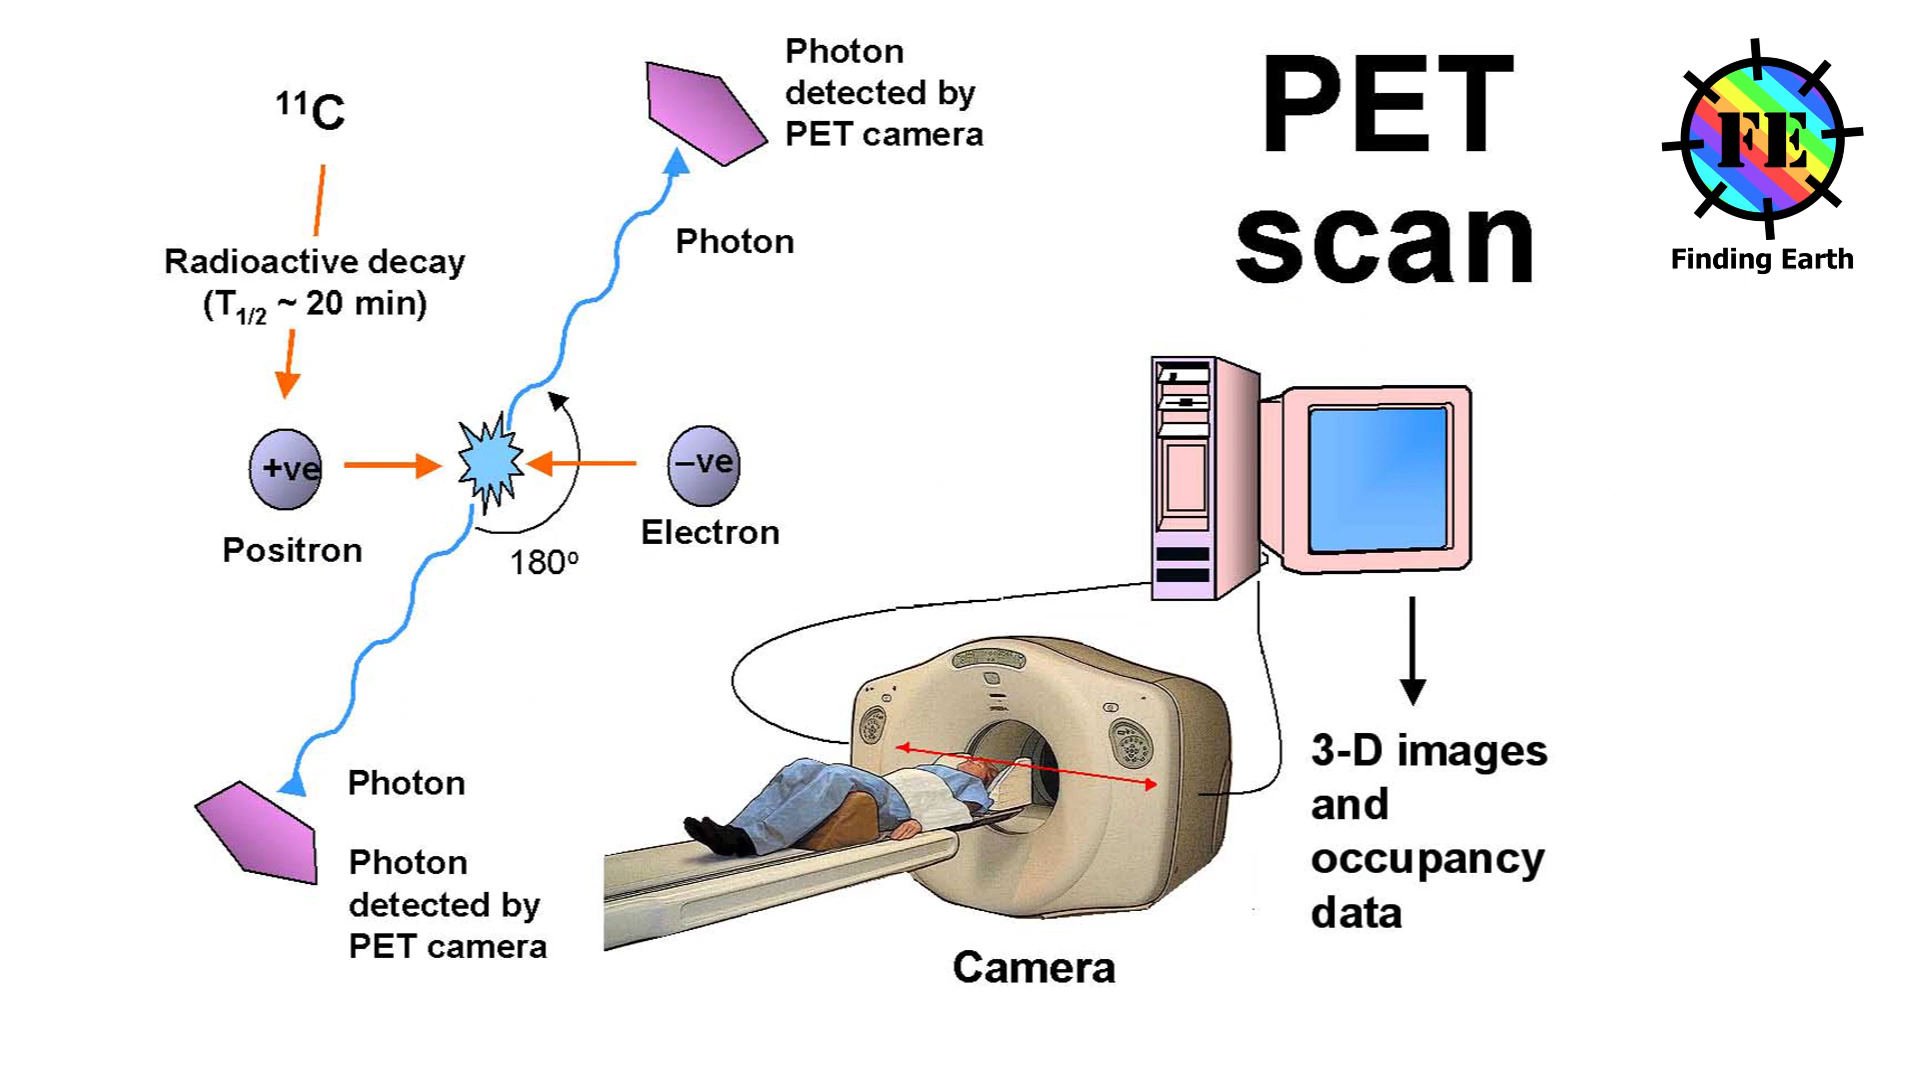 ¹¹C
Radioactive decay
(T1/2 ~ 20 min)
+ve
Positron
–ve
Electron
180º
Photon
detected by
PET camera
Photon
Photon
Photon
detected by
PET camera
PET
scan
FE
Finding Earth
Camera
3-D images
and
occupancy
data